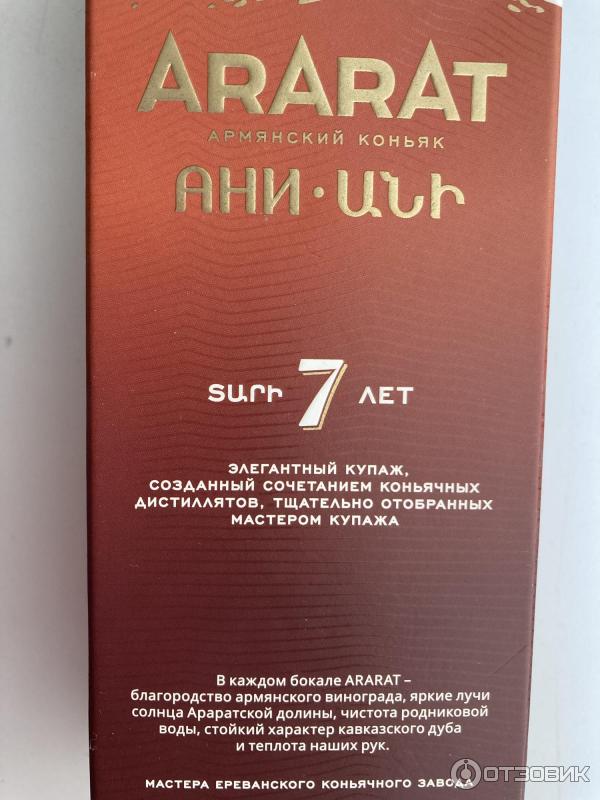 ARARAT
АРМЯНСКИЙ КОНЬЯК
АНИ · ԱՆԻ
ՏԱՐԻ 7 ЛЕТ
ЭЛЕГАНТНЫЙ КУПАЖ,
СОЗДАННЫЙ СОЧЕТАНИЕМ КОНЬЯЧНЫХ
ДИСТИЛЛЯТОВ, ТЩАТЕЛЬНО ОТОБРАННЫХ
МАСТЕРОМ КУПАЖА
В каждом бокале ARARAT –
благородство армянского винограда, яркие лучи
солнца Араратской долины, чистота родниковой
воды, стойкий характер кавказского дуба
и теплота наших рук.
МАСТЕРА ЕРЕВАНСКОГО КОНЬЯЧНОГО ЗАВОДА
ОТЗОВИК